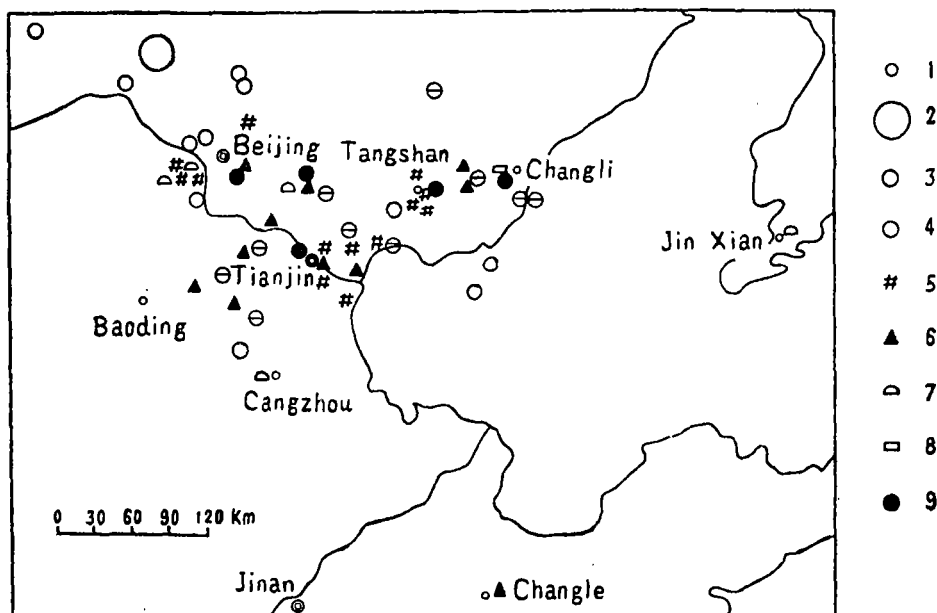 Beijing
Tangshan
Changli
Jin Xian
Tianjin
Baoding
Cangzhou
0 30 60 90 120 Km
Jinan
Changle
1
2
3
4
# 5
6
7
8
9